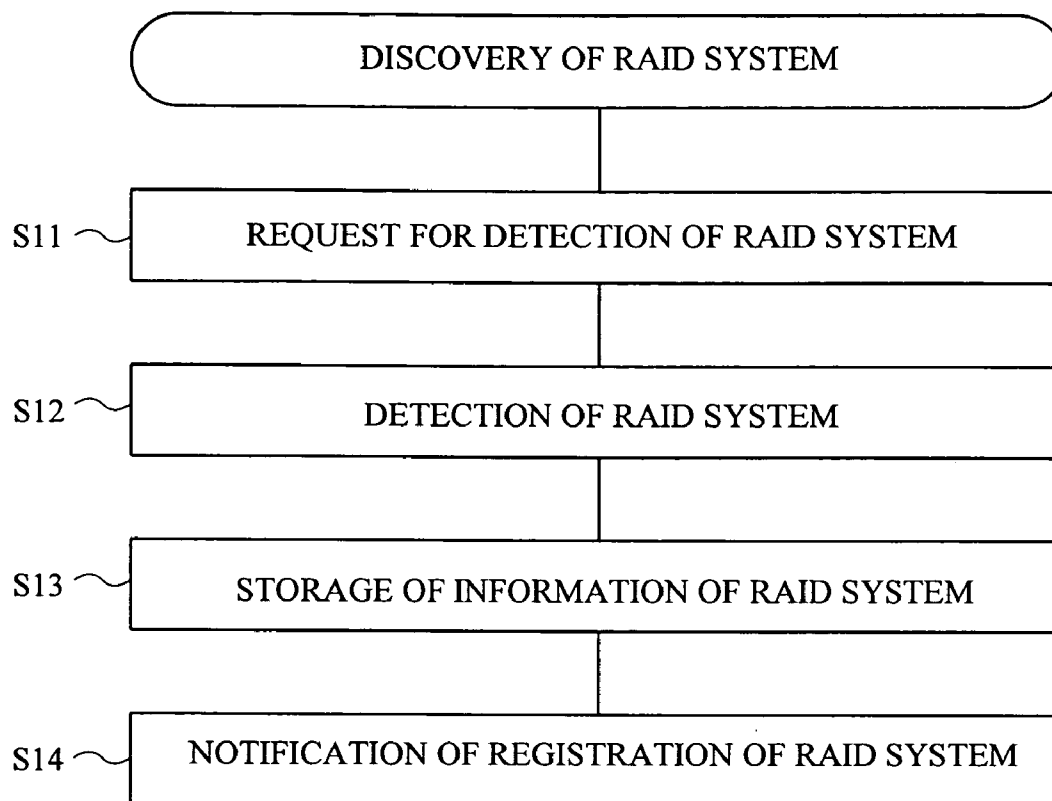 DISCOVERY OF RAID SYSTEM
S11 REQUEST FOR DETECTION OF RAID SYSTEM
S12 DETECTION OF RAID SYSTEM
S13 STORAGE OF INFORMATION OF RAID SYSTEM
S14 NOTIFICATION OF REGISTRATION OF RAID SYSTEM